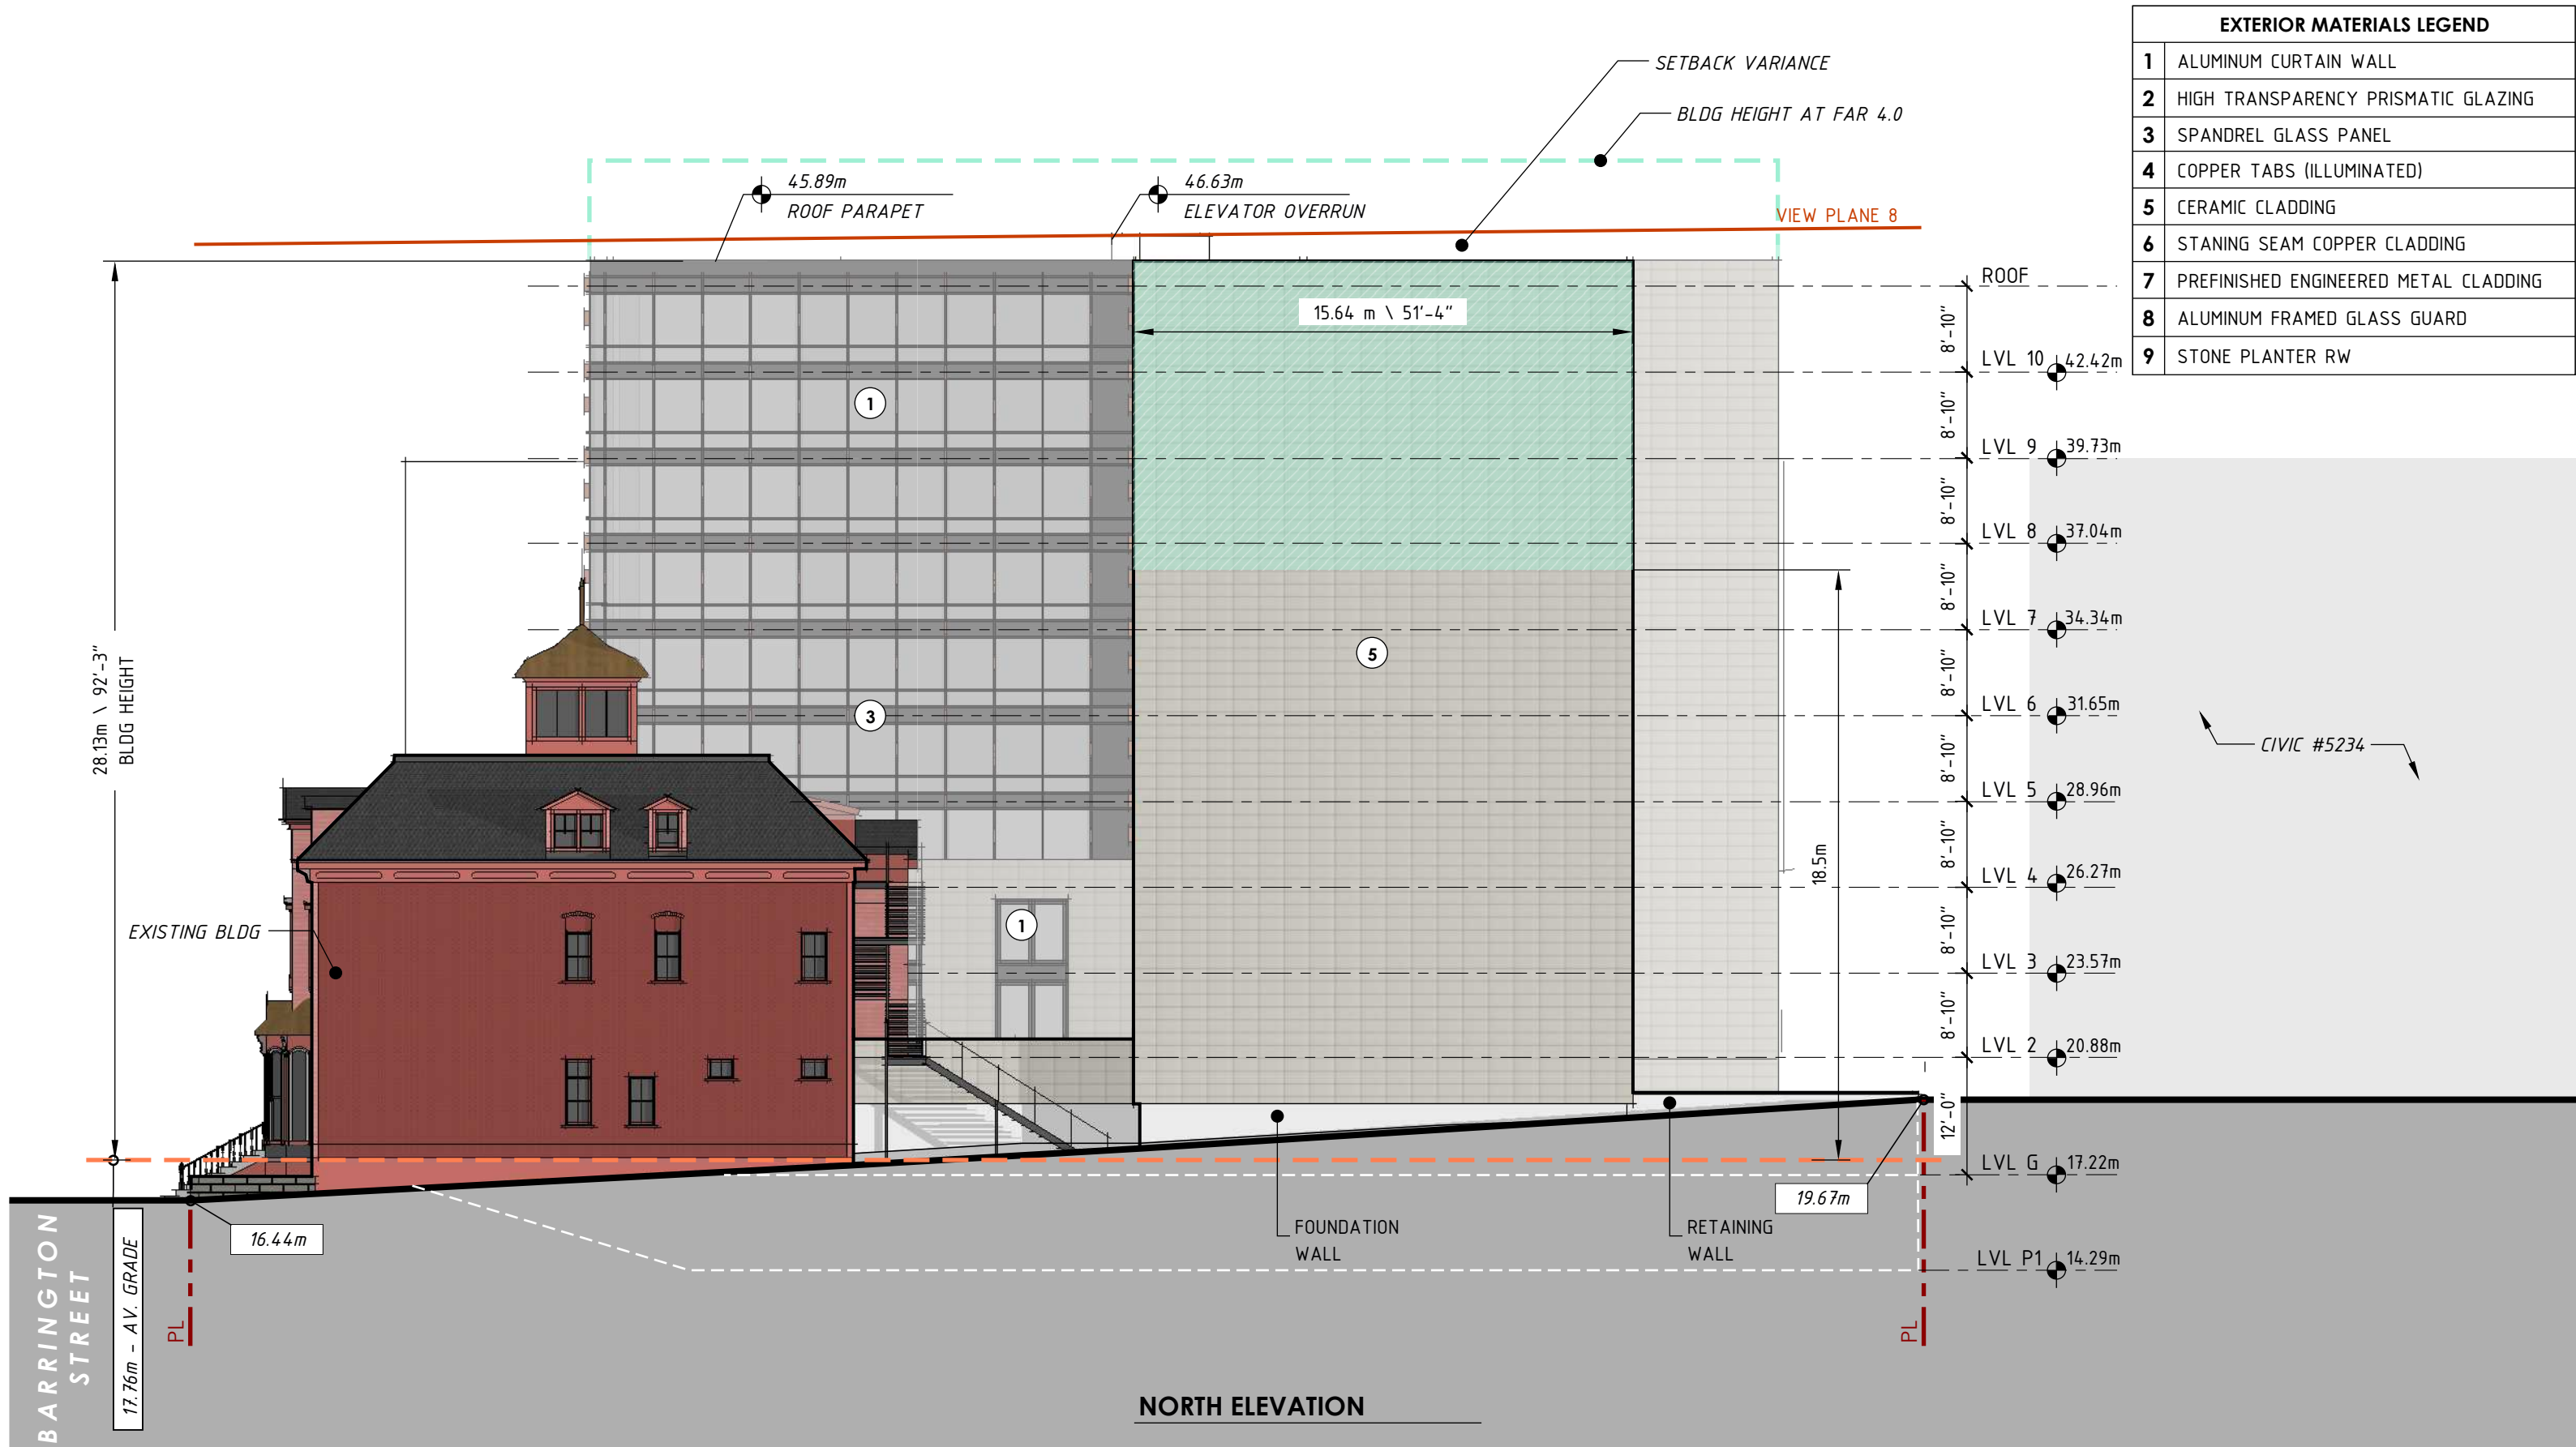 EXTERIOR MATERIALS LEGEND
1 ALUMINUM CURTAIN WALL
2 HIGH TRANSPARENCY PRISMATIC GLAZING
3 SPANDREL GLASS PANEL
4 COPPER TABS (ILLUMINATED)
5 CERAMIC CLADDING
6 STANING SEAM COPPER CLADDING
7 PREFINISHED ENGINEERED METAL CLADDING
8 ALUMINUM FRAMED GLASS GUARD
9 STONE PLANTER RW
SETBACK VARIANCE
BLDG HEIGHT AT FAR 4.0
45.89m
ROOF PARAPET
46.63m
ELEVATOR OVERRUN
VIEW PLANE 8
15.64 m \ 51'-4"
1
3
1
5
28.13m \ 92'-3"
BLDG HEIGHT
EXISTING BLDG
18.5m
ROOF
8'-10"
LVL 10 42.42m
8'-10"
LVL 9 39.73m
8'-10"
LVL 8 37.04m
8'-10"
LVL 7 34.34m
8'-10"
LVL 6 31.65m
8'-10"
LVL 5 28.96m
8'-10"
LVL 4 26.27m
8'-10"
LVL 3 23.57m
8'-10"
LVL 2 20.88m
12'-0"
LVL G 17.22m
LVL P1 14.29m
CIVIC #5234
19.67m
16.44m
FOUNDATION
WALL
RETAINING
WALL
BARRINGTON
STREET
17.76m - AV. GRADE
PL
PL
NORTH ELEVATION